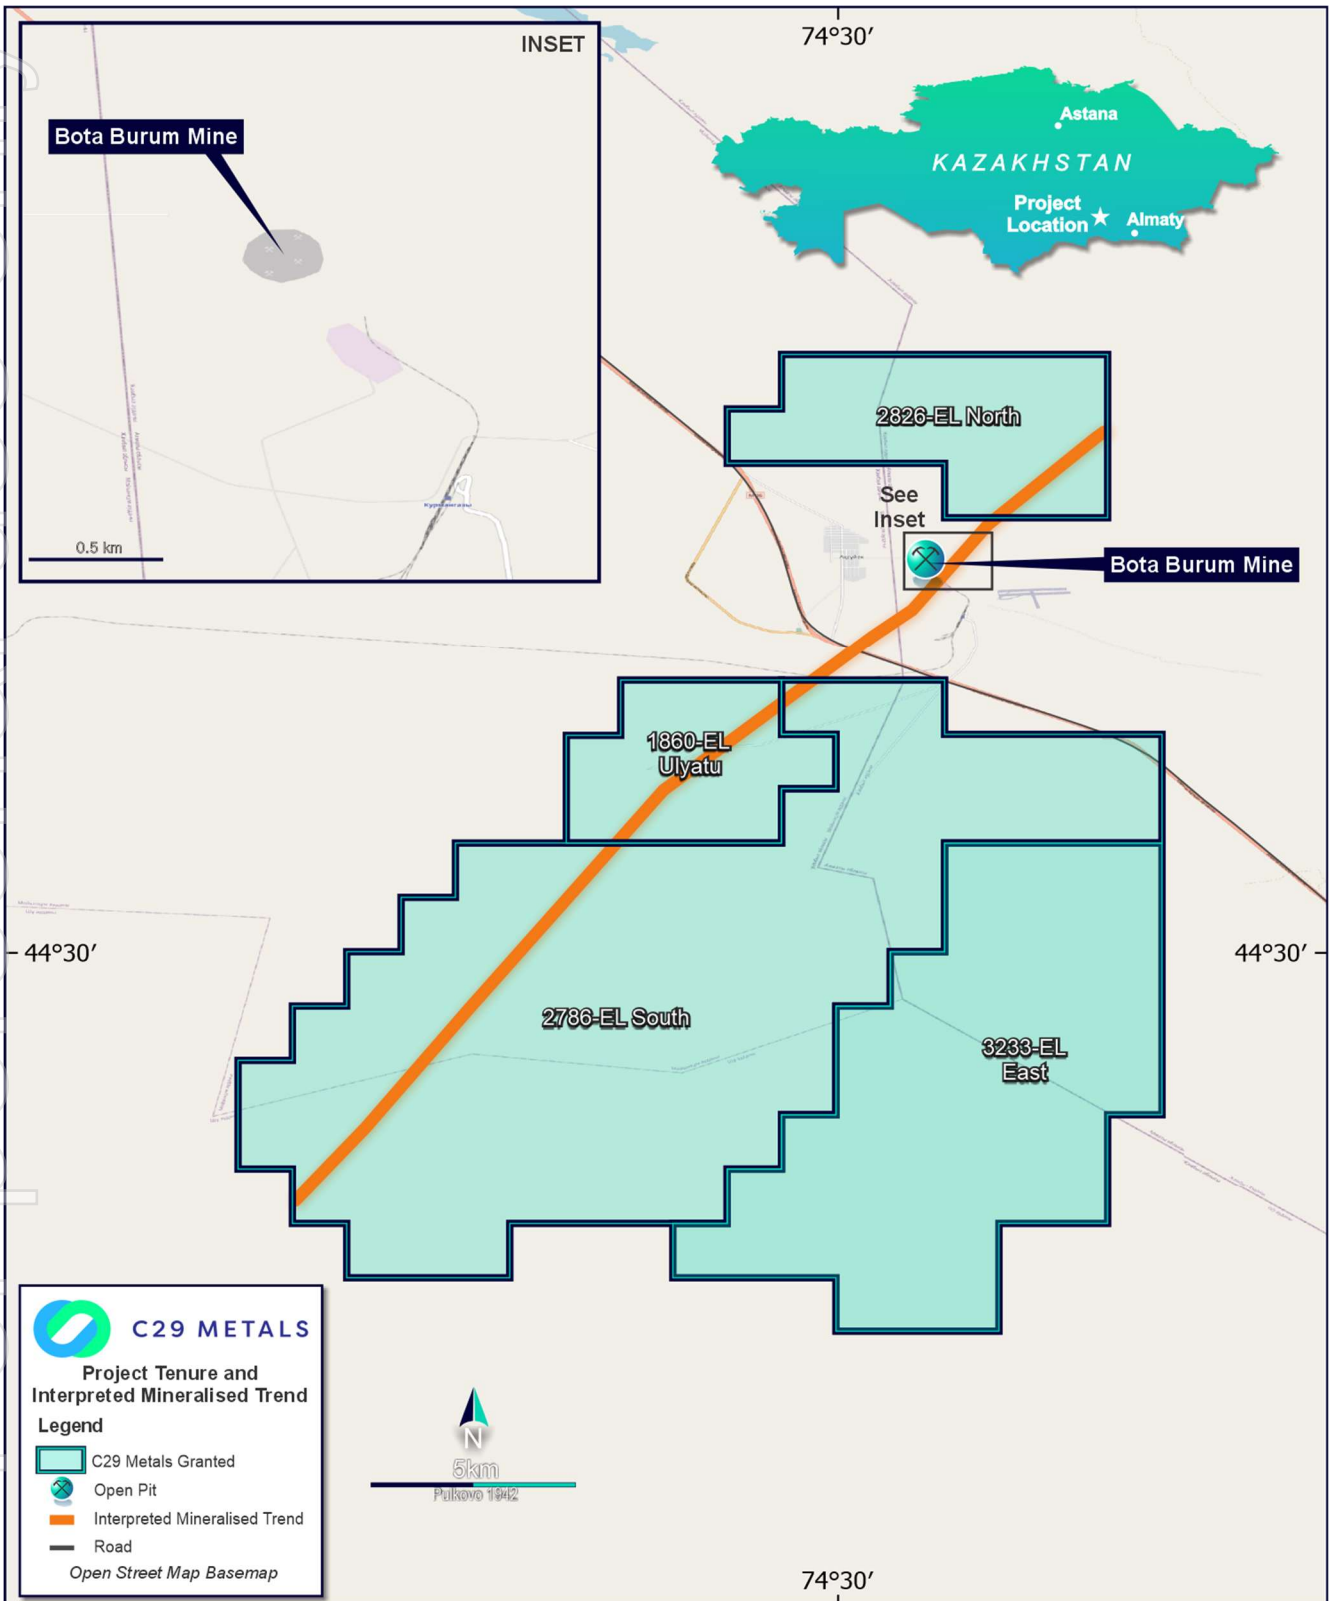 INSET
Bota Burum Mine
0.5 km
74°30′
Astana
KAZAKHSTAN
Project
Location
Almaty
2826-EL North
See
Inset
Bota Burum Mine
1860-EL
Ulyatu
44°30′
44°30′
2786-EL South
3233-EL
East
C29 METALS
Project Tenure and
Interpreted Mineralised Trend
Legend
C29 Metals Granted
Open Pit
Interpreted Mineralised Trend
Road
Open Street Map Basemap
N
5km
Pulkovo 1942
74°30′